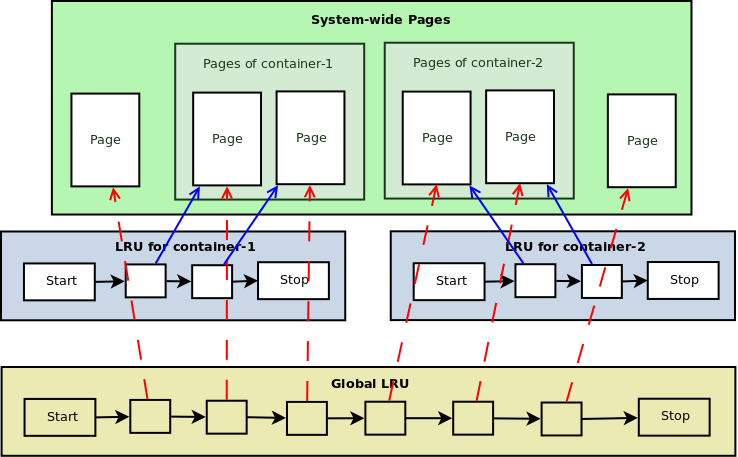 System-wide Pages
Pages of container-1
Pages of container-2
Page
Page
Page
Page
Page
Page
LRU for container-1
LRU for container-2
Start
Stop
Start
Stop
Global LRU
Start
Stop